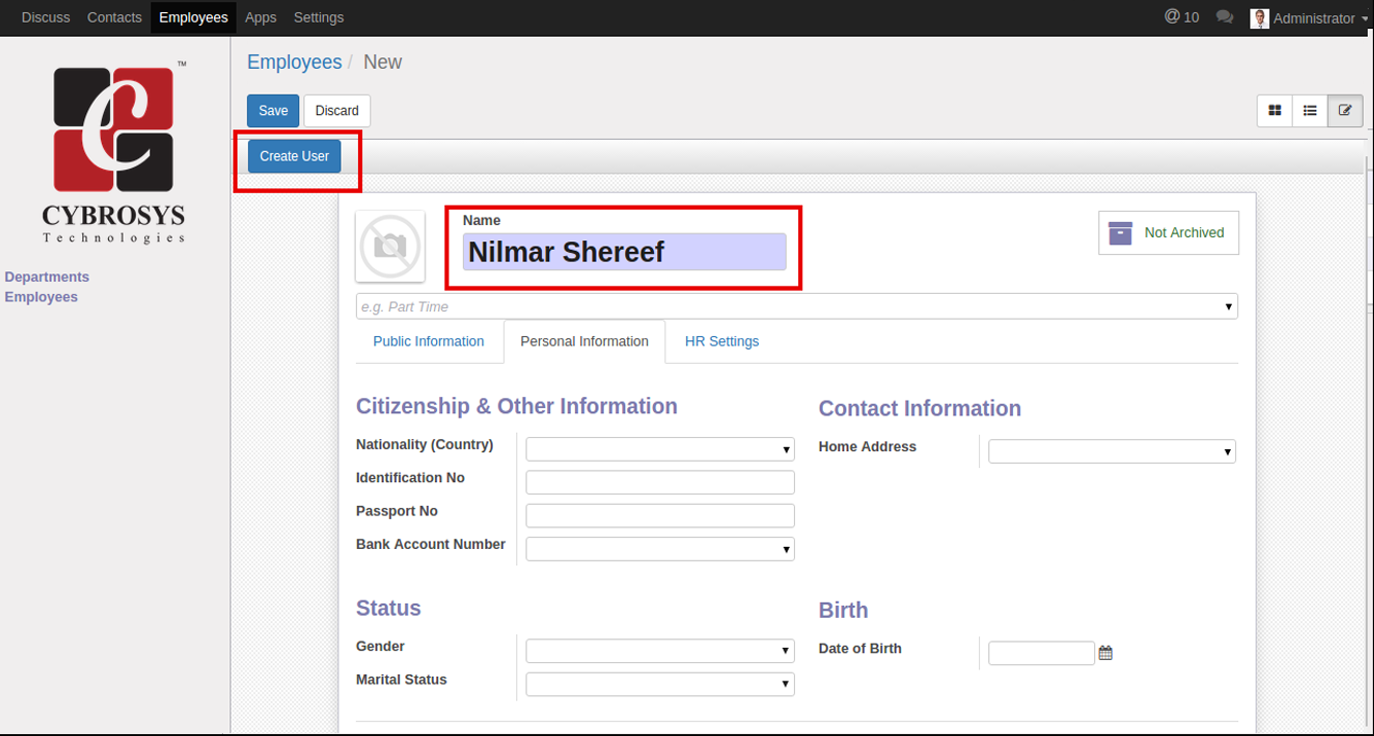 Discuss Contacts Employees Apps Settings @ 10 Administrator
TM
C
CYBROSYS
Technologies
Departments
Employees
Employees / New
Save Discard
Create User
Name
Nilmar Shereef
Not Archived
e.g. Part Time
Public Information Personal Information HR Settings
Citizenship & Other Information
Nationality (Country)
Identification No
Passport No
Bank Account Number
Contact Information
Home Address
Status
Gender
Marital Status
Birth
Date of Birth